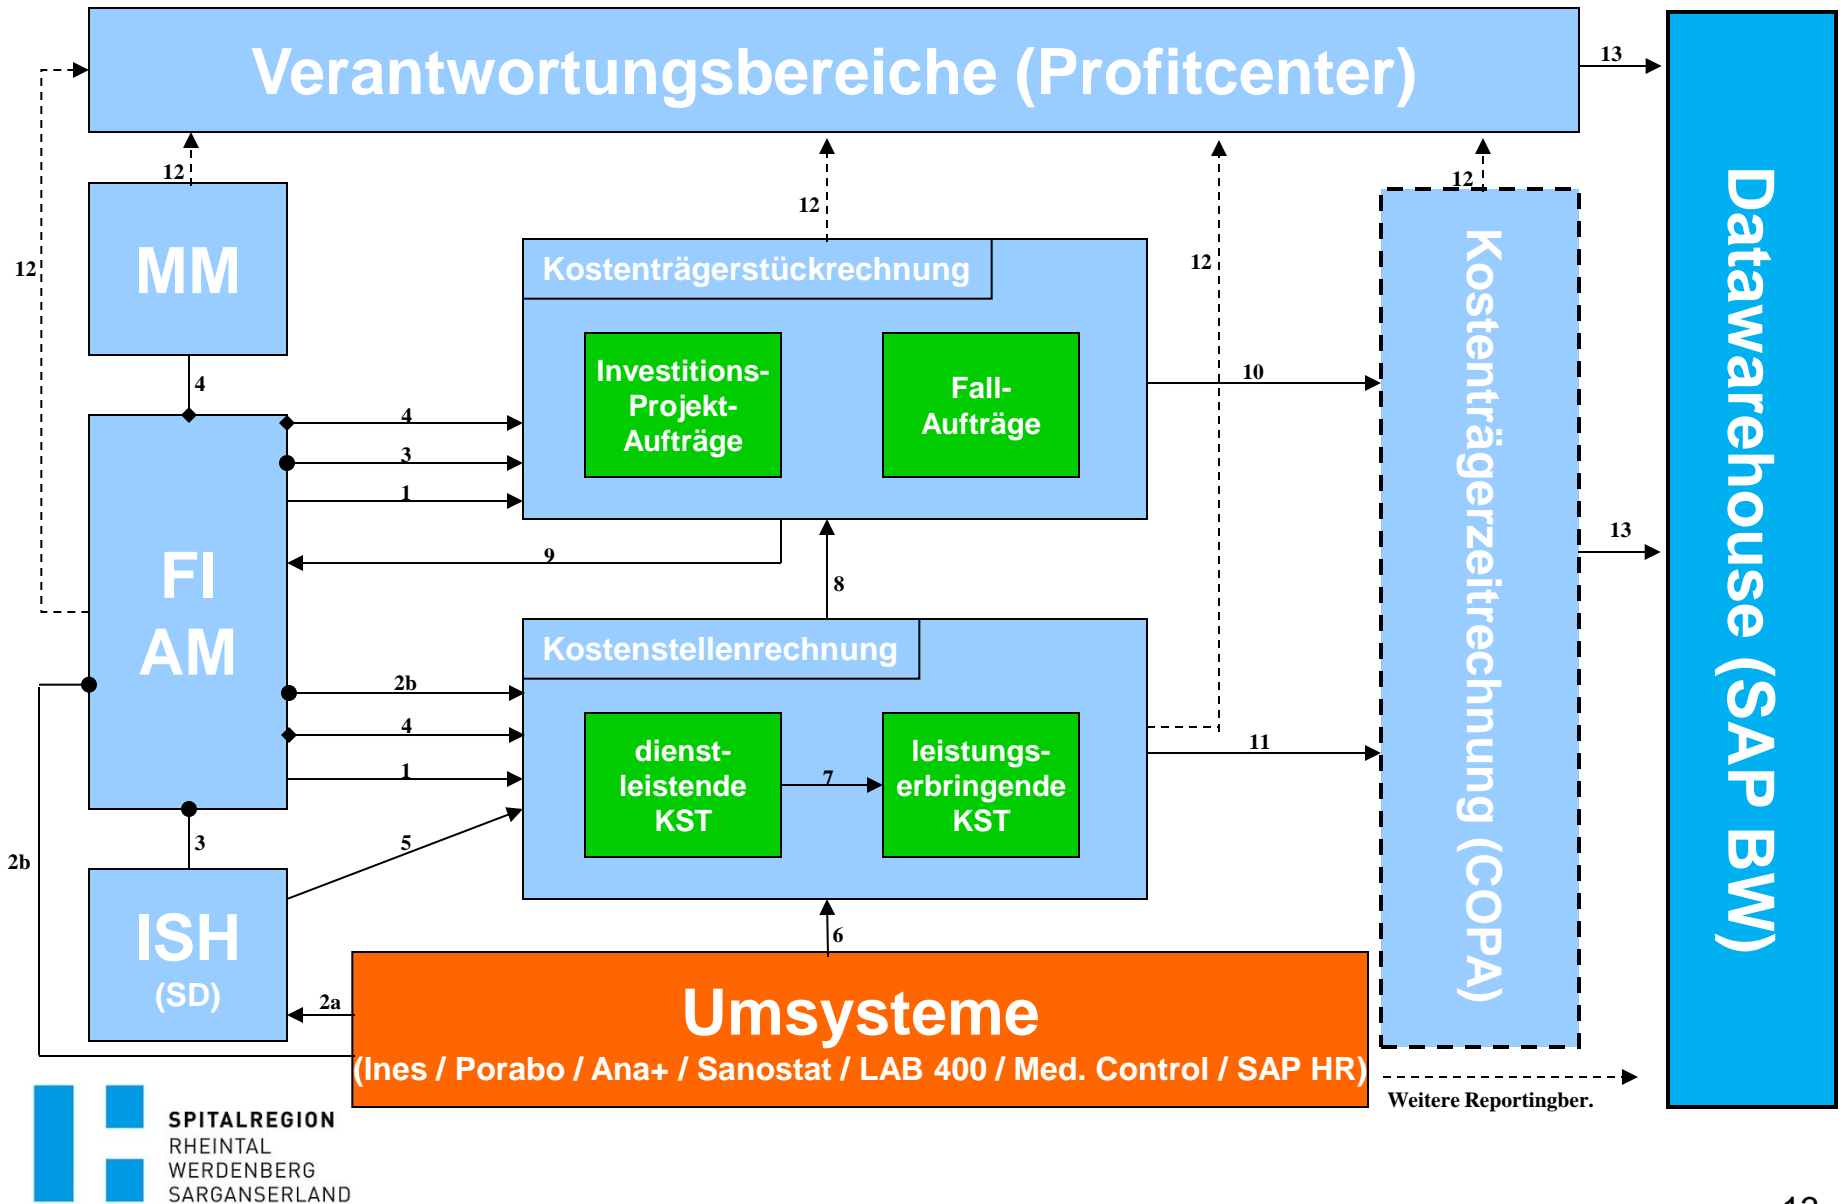 Verantwortungsbereiche (Profitcenter)
13
12
12
12
12
12
MM
4
Kostenträgerstückrechnung
Investitions-
Projekt-
Aufträge
Fall-
Aufträge
10
4
3
1
FI
AM
9
8
13
Kostenstellenrechnung
2b
4
1
dienst-
leistende
KST
7
leistungs-
erbringende
KST
11
3
5
2b
ISH
(SD)
6
2a
Umsysteme
(Ines / Porabo / Ana+ / Sanostat / LAB 400 / Med. Control / SAP HR)
Kostenträgerzeitrechnung (COPA)
Datawarehouse (SAP BW)
Weitere Reportingber.
SPITALREGION
RHEINTAL
WERDENBERG
SARGANSERLAND